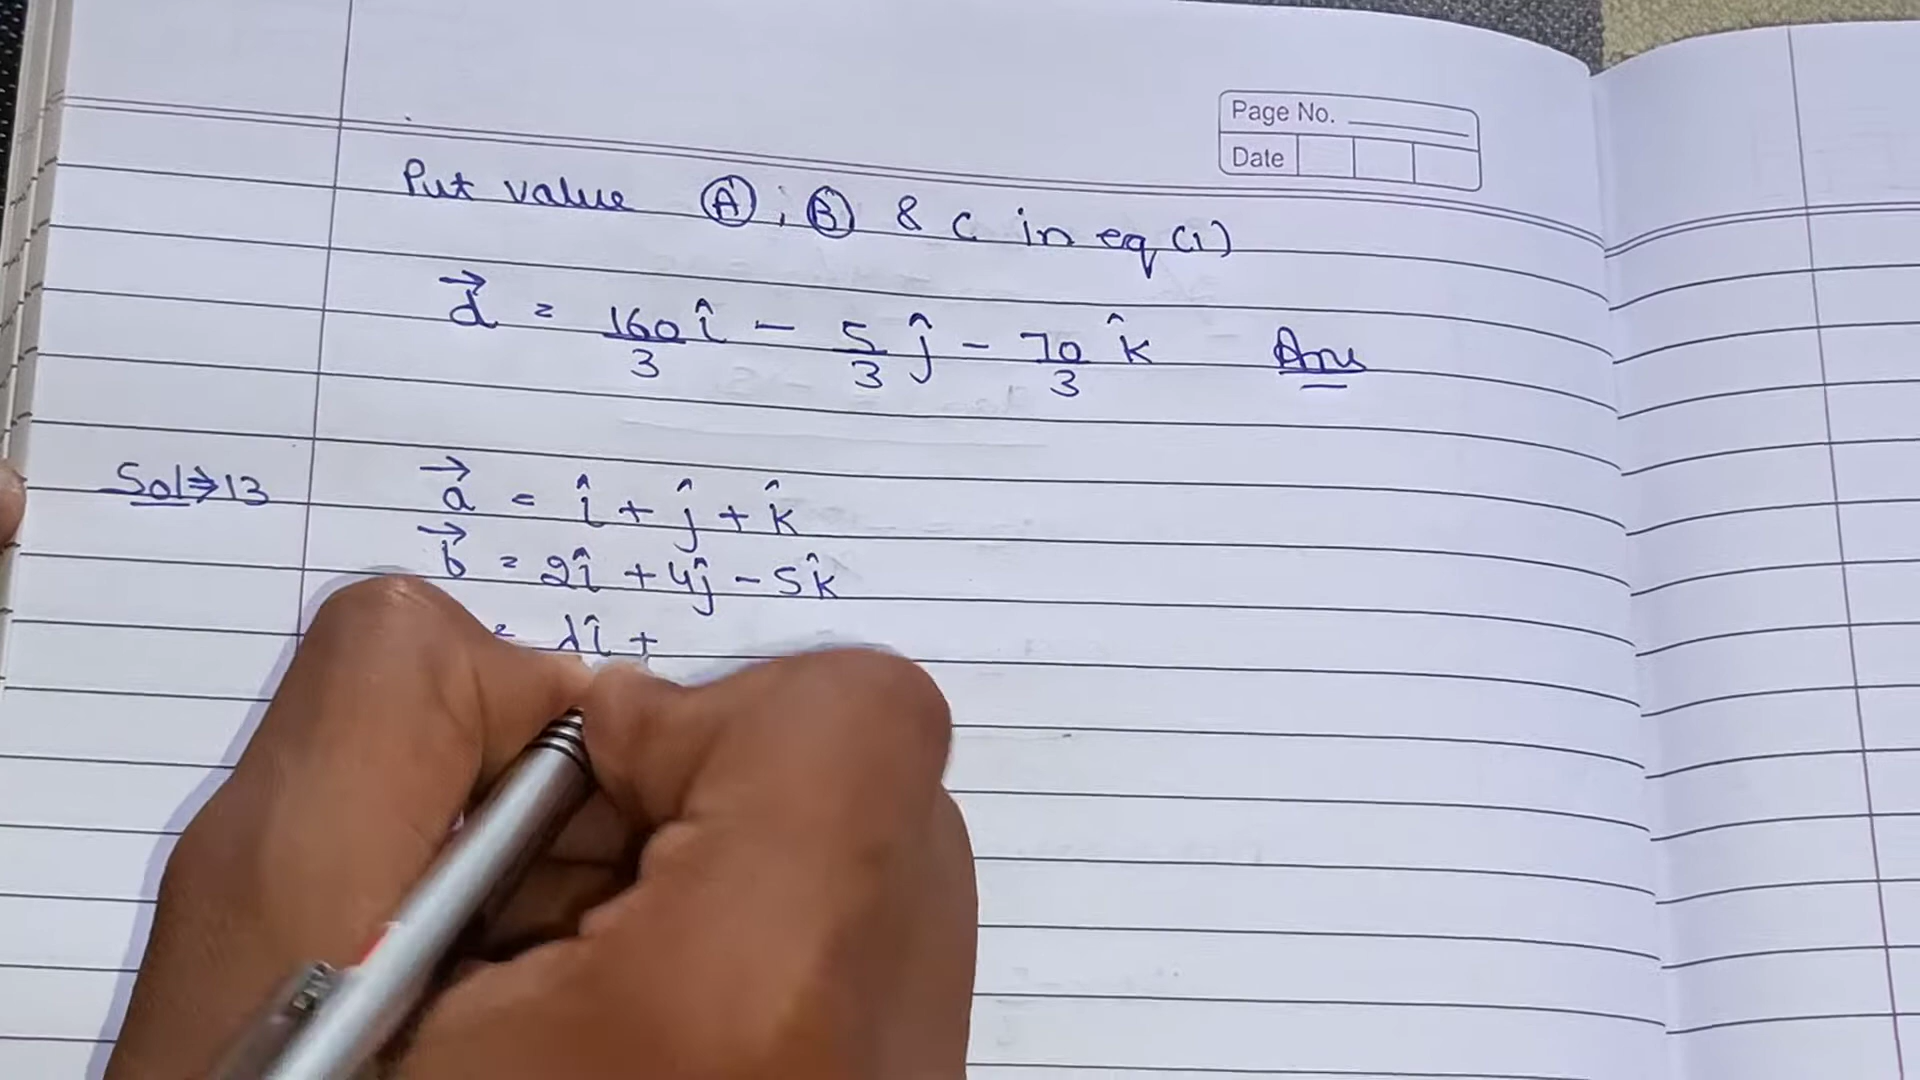 Page No.
Date
Put value Ⓐ, Ⓑ & C in eq (1)
d⃗ = 160/3 î - 5/3 ĵ - 70/3 k̂ Ans
Sol⇒13
a⃗ = î + ĵ + k̂
b⃗ = 2î + 4ĵ - 5k̂
= λî +